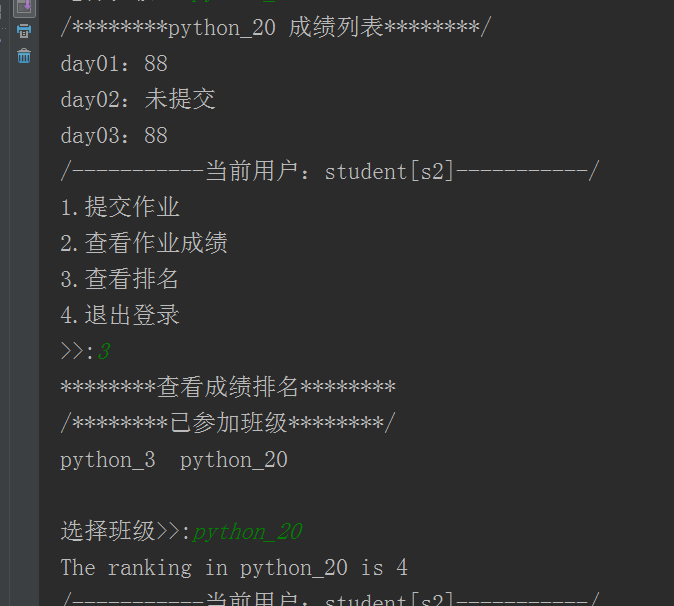 /********python_20 成绩列表********/
day01：88
day02：未提交
day03：88
/-----------当前用户：student[s2]-----------/
1.提交作业
2.查看作业成绩
3.查看排名
4.退出登录
>>:3
********查看成绩排名********
/********已参加班级********/
python_3  python_20
选择班级>>:python_20
The ranking in python_20 is 4
/-----------当前用户：student[s2]-----------/